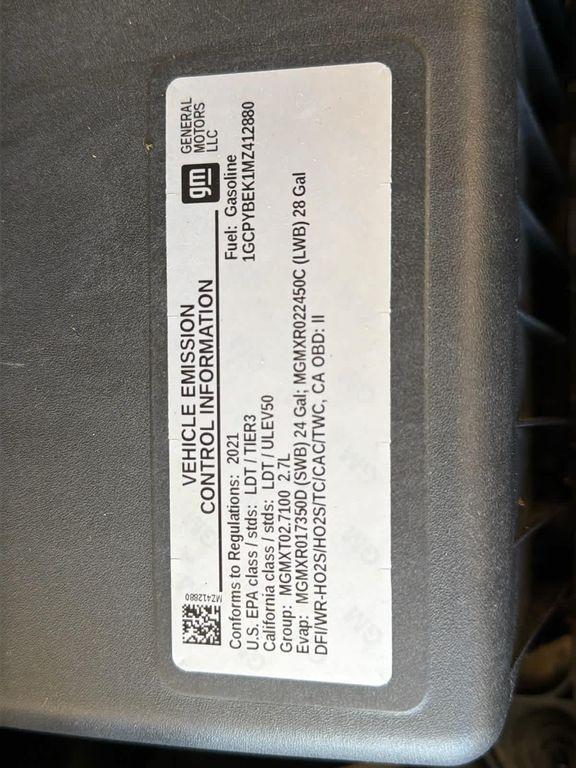 MZ412880
VEHICLE EMISSION
CONTROL INFORMATION
gm
GENERAL
MOTORS
LLC
Conforms to Regulations: 2021
Fuel: Gasoline
U.S. EPA class / stds: LDT / TIER3
1GCPYBEK1MZ412880
California class / stds: LDT / ULEV50
Group: MGMXT02.7100 2.7L
Evap: MGMXR017350D (SWB) 24 Gal; MGMXR022450C (LWB) 28 Gal
DFI/WR-HO2S/HO2S/TC/CAC/TWC, CA OBD: II